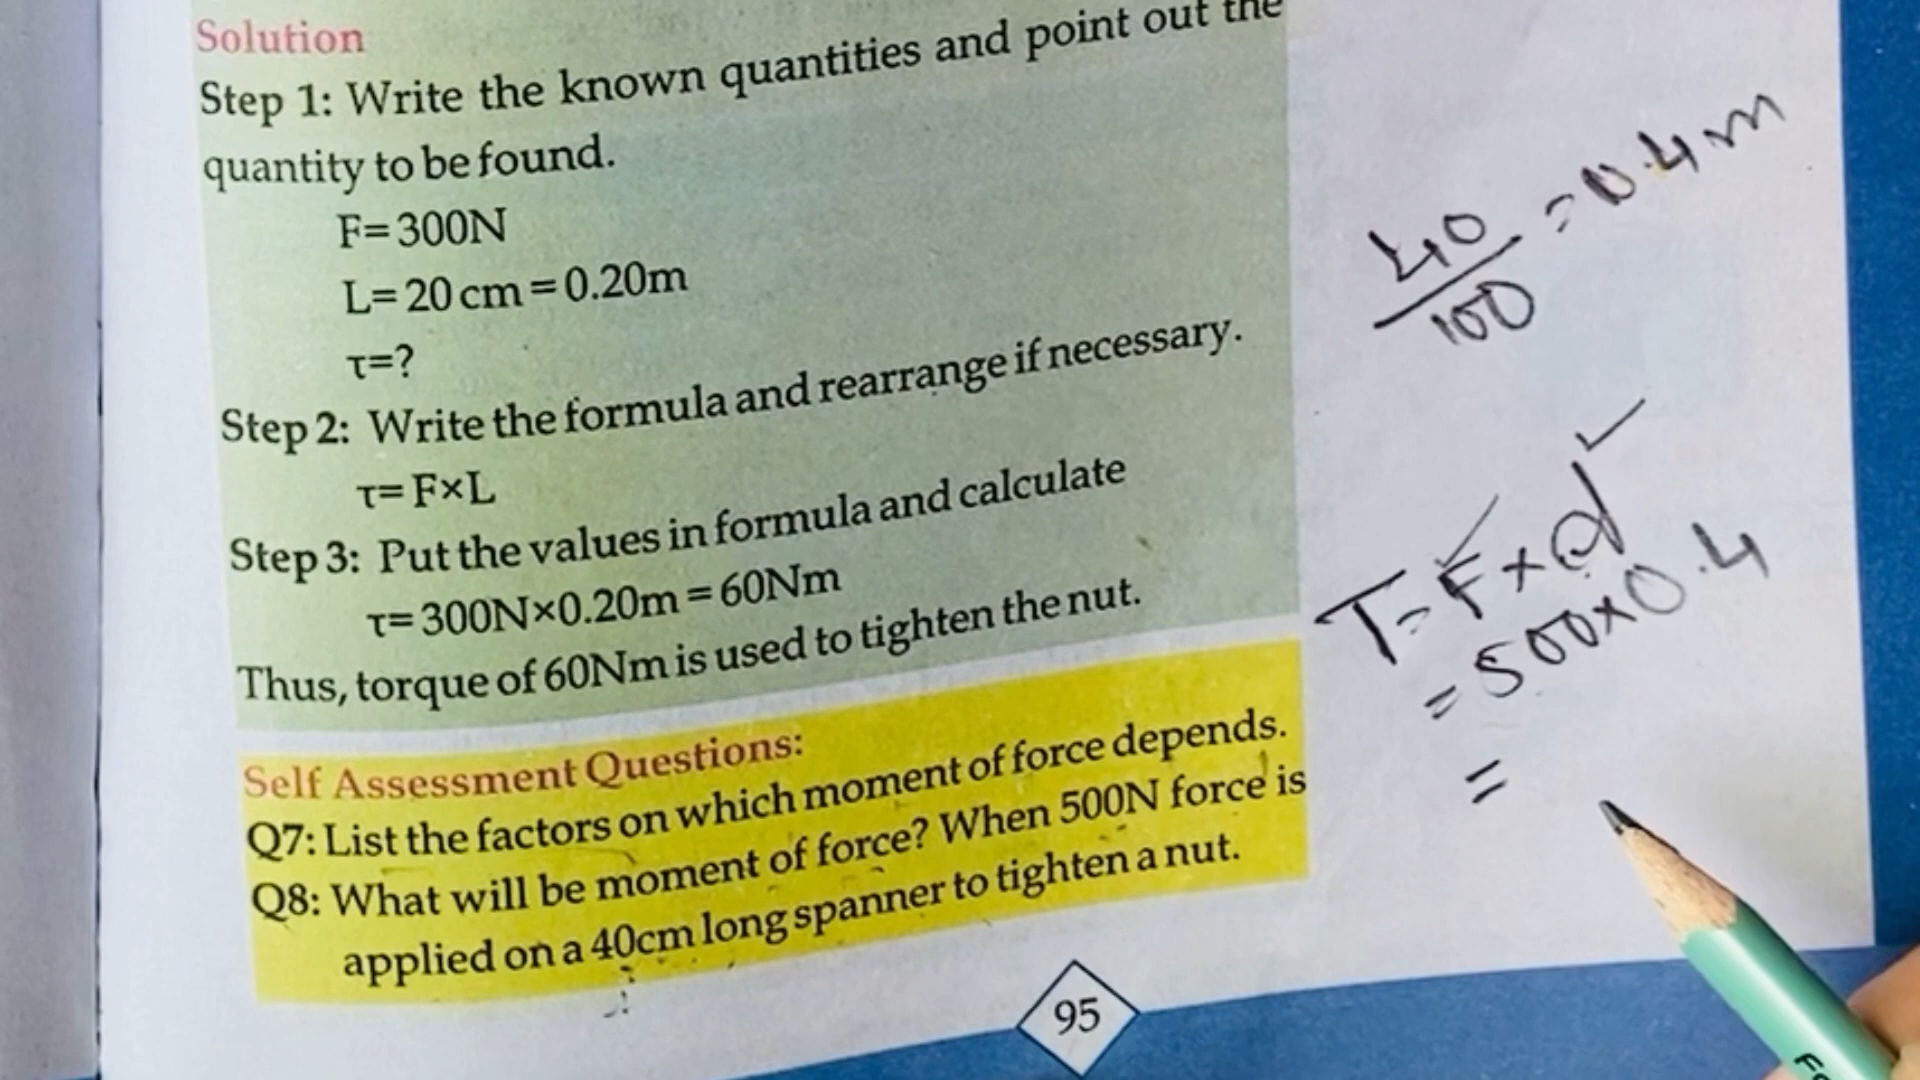 Solution
Step 1: Write the known quantities and point out the
quantity to be found.
F= 300N
L= 20 cm = 0.20m
τ=?
Step 2: Write the formula and rearrange if necessary.
τ= F×L
Step 3: Put the values in formula and calculate
τ= 300N×0.20m = 60Nm
Thus, torque of 60Nm is used to tighten the nut.
Self Assessment Questions:
Q7: List the factors on which moment of force depends.
Q8: What will be moment of force? When 500N force is
applied on a 40cm long spanner to tighten a nut.
95
40/100 = 0.4m
T= F×d
= 500×0.4
=